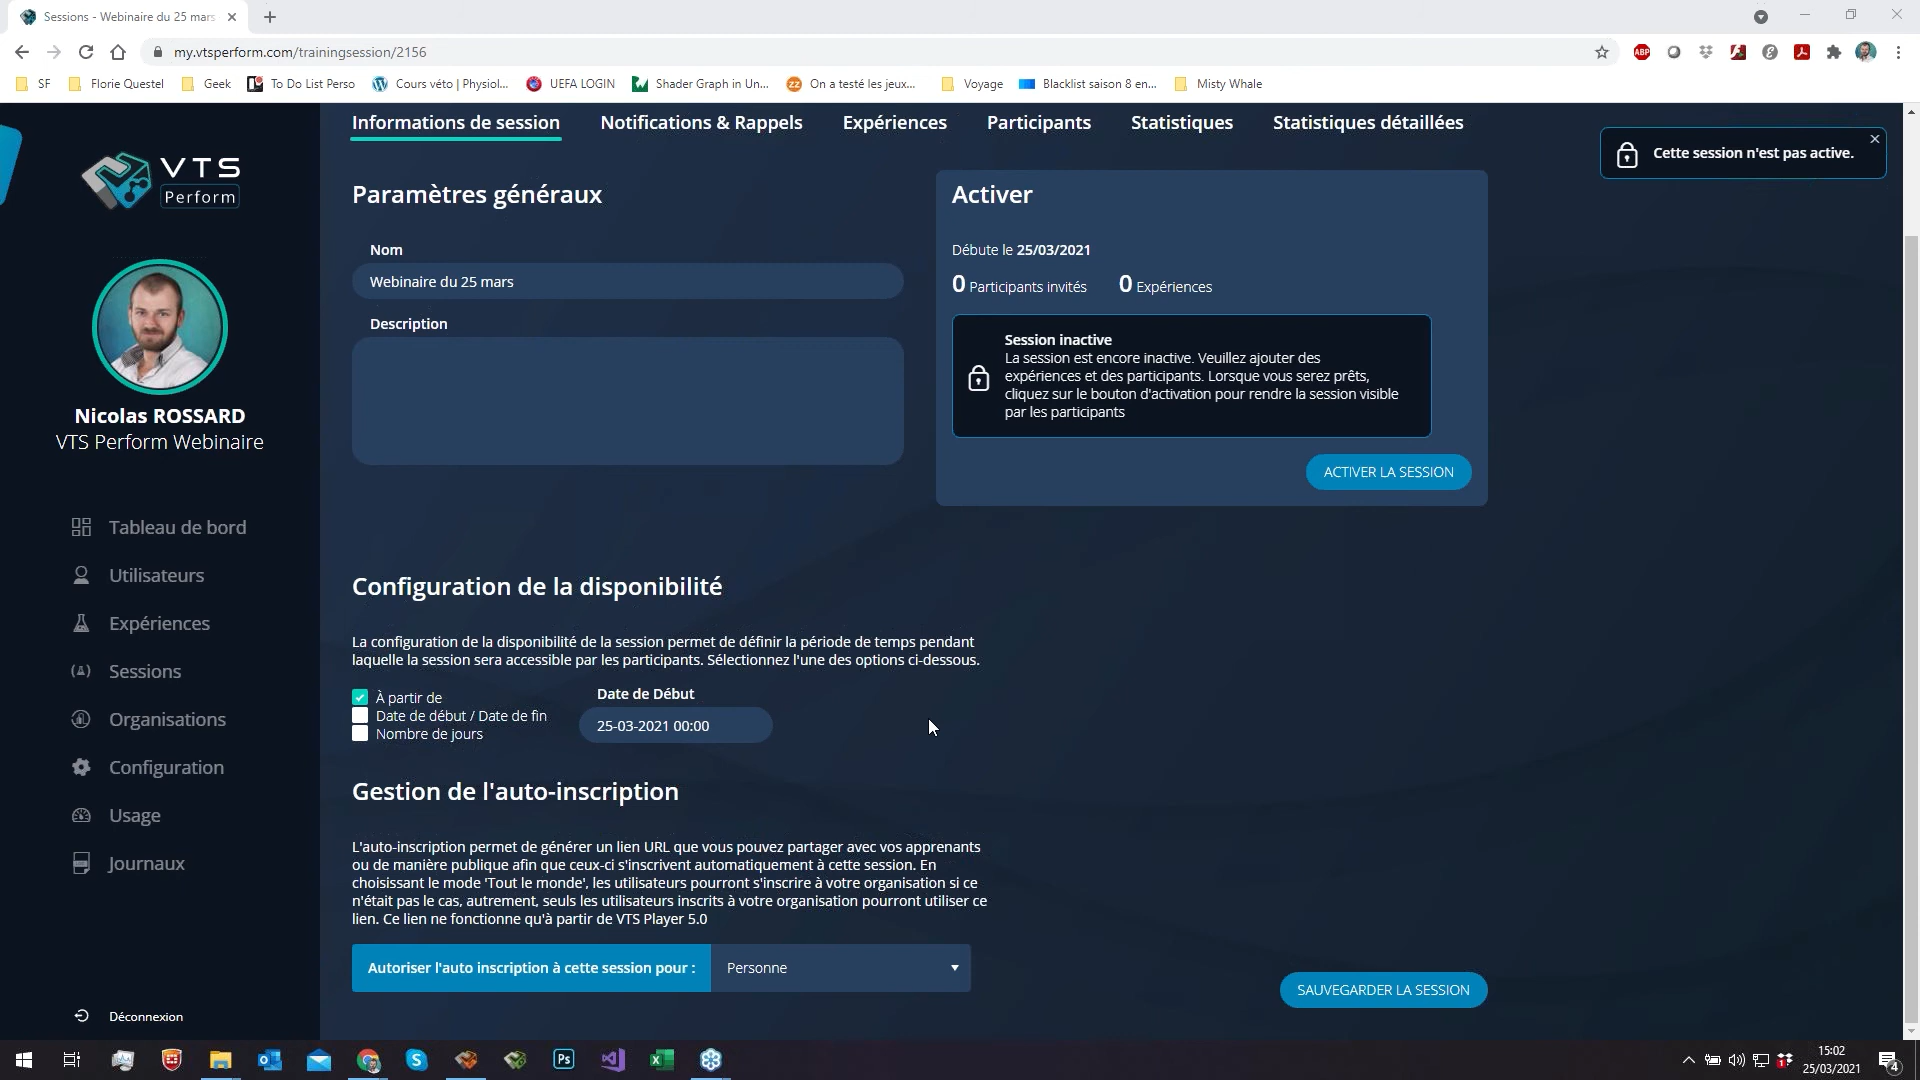 Sessions - Webinaire du 25 mars
my.vtsperform.com/trainingsession/2156
SF
Florie Questel
Geek
To Do List Perso
Cours véto | Physiol...
UEFA LOGIN
Shader Graph in Un...
On a testé les jeux...
Voyage
Blacklist saison 8 en...
Misty Whale
ABP
VTS
Perform
Nicolas ROSSARD
VTS Perform Webinaire
Tableau de bord
Utilisateurs
Expériences
Sessions
Organisations
Configuration
Usage
Journaux
Déconnexion
Informations de session
Notifications & Rappels
Expériences
Participants
Statistiques
Statistiques détaillées
Cette session n'est pas active.
Paramètres généraux
Nom
Webinaire du 25 mars
Description
Activer
Débute le 25/03/2021
0 Participants invités
0 Expériences
Session inactive
La session est encore inactive. Veuillez ajouter des
expériences et des participants. Lorsque vous serez prêts,
cliquez sur le bouton d'activation pour rendre la session visible
par les participants
ACTIVER LA SESSION
Configuration de la disponibilité
La configuration de la disponibilité de la session permet de définir la période de temps pendant
laquelle la session sera accessible par les participants. Sélectionnez l'une des options ci-dessous.
À partir de
Date de début / Date de fin
Nombre de jours
Date de Début
25-03-2021 00:00
Gestion de l'auto-inscription
L'auto-inscription permet de générer un lien URL que vous pouvez partager avec vos apprenants
ou de manière publique afin que ceux-ci s'inscrivent automatiquement à cette session. En
choisissant le mode 'Tout le monde', les utilisateurs pourront s'inscrire à votre organisation si ce
n'était pas le cas, autrement, seuls les utilisateurs inscrits à votre organisation pourront utiliser ce
lien. Ce lien ne fonctionne qu'à partir de VTS Player 5.0
Autoriser l'auto inscription à cette session pour :
Personne
SAUVEGARDER LA SESSION
Ps
15:02
25/03/2021
4